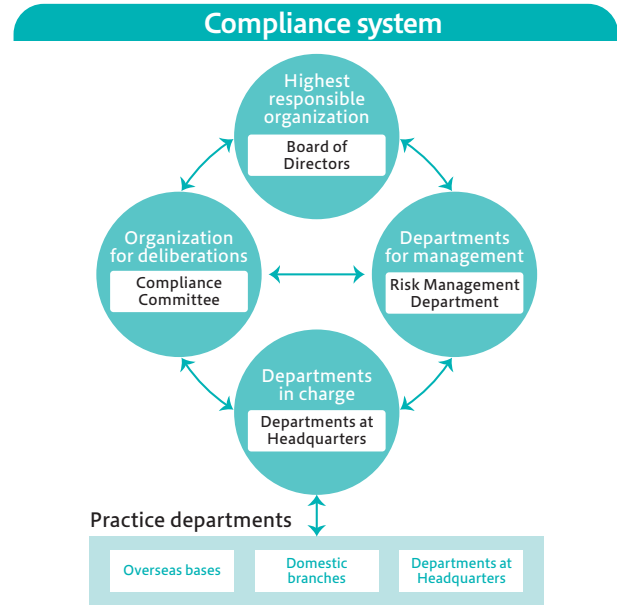 Compliance system
Highest
responsible
organization
Board of
Directors
Organization
for deliberations
Compliance
Committee
Departments
for management
Risk Management
Department
Departments
in charge
Departments at
Headquarters
Practice departments
Overseas bases
Domestic
branches
Departments at
Headquarters